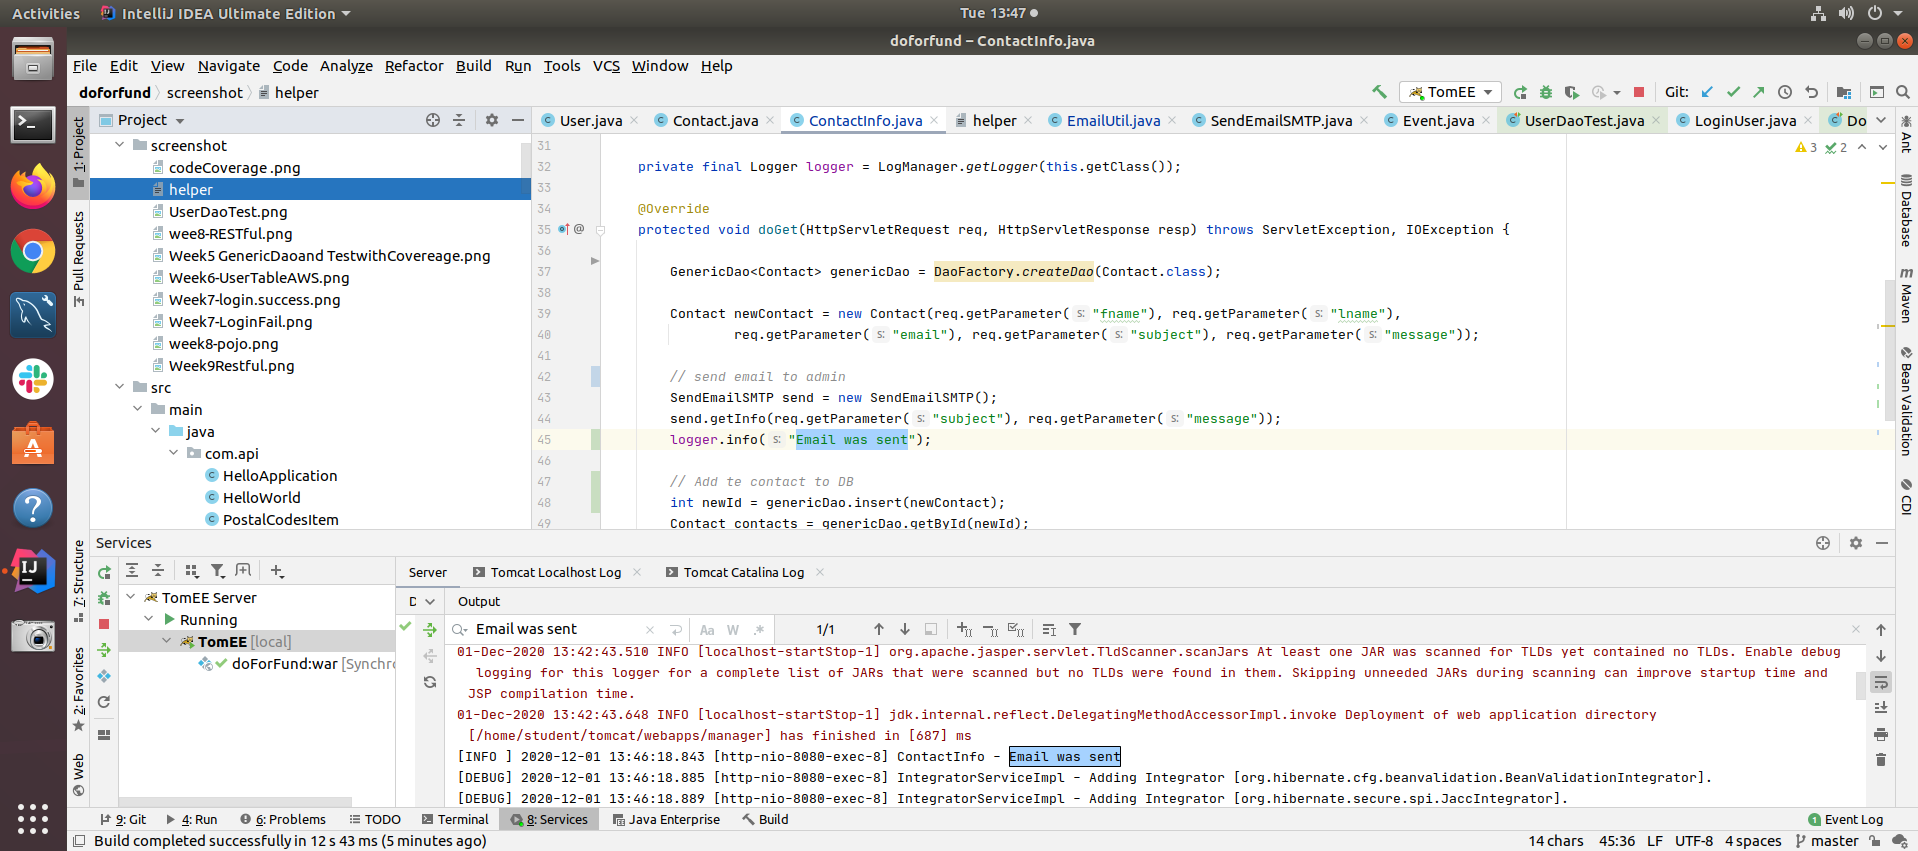 Activities IntelliJ IDEA Ultimate Edition Tue 13:47
doforfund – ContactInfo.java
File Edit View Navigate Code Analyze Refactor Build Run Tools VCS Window Help
doforfund screenshot helper TomEE Git:
Project User.java Contact.java ContactInfo.java helper EmailUtil.java SendEmailSMTP.java Event.java UserDaoTest.java LoginUser.java Do
1: Project
Pull Requests
7: Structure
2: Favorites
Web
screenshot
codeCoverage .png
helper
UserDaoTest.png
wee8-RESTful.png
Week5 GenericDaoand TestwithCovereage.png
Week6-UserTableAWS.png
Week7-login.success.png
Week7-LoginFail.png
week8-pojo.png
Week9Restful.png
src
main
java
com.api
HelloApplication
HelloWorld
PostalCodesItem
31 3 2
32 private final Logger logger = LogManager.getLogger(this.getClass());
33
34 @Override
35 @ protected void doGet(HttpServletRequest req, HttpServletResponse resp) throws ServletException, IOException {
36
37 GenericDao<Contact> genericDao = DaoFactory.createDao(Contact.class);
38
39 Contact newContact = new Contact(req.getParameter( s: "fname"), req.getParameter( s: "lname"),
40 req.getParameter( s: "email"), req.getParameter( s: "subject"), req.getParameter( s: "message"));
41
42 // send email to admin
43 SendEmailSMTP send = new SendEmailSMTP();
44 send.getInfo(req.getParameter( s: "subject"), req.getParameter( s: "message"));
45 logger.info( s: "Email was sent");
46
47 // Add te contact to DB
48 int newId = genericDao.insert(newContact);
49 Contact contacts = genericDao.getById(newId);
Ant
Database
m Maven
Bean Validation
CDI
Services
Server Tomcat Localhost Log Tomcat Catalina Log
TomEE Server
Running
TomEE [local]
doForFund:war [Synchro
D Output
Email was sent Aa W .* 1/1
01-Dec-2020 13:42:43.510 INFO [localhost-startStop-1] org.apache.jasper.servlet.TldScanner.scanJars At least one JAR was scanned for TLDs yet contained no TLDs. Enable debug
logging for this logger for a complete list of JARs that were scanned but no TLDs were found in them. Skipping unneeded JARs during scanning can improve startup time and
JSP compilation time.
01-Dec-2020 13:42:43.648 INFO [localhost-startStop-1] jdk.internal.reflect.DelegatingMethodAccessorImpl.invoke Deployment of web application directory
[/home/student/tomcat/webapps/manager] has finished in [687] ms
[INFO ] 2020-12-01 13:46:18.843 [http-nio-8080-exec-8] ContactInfo - Email was sent
[DEBUG] 2020-12-01 13:46:18.885 [http-nio-8080-exec-8] IntegratorServiceImpl - Adding Integrator [org.hibernate.cfg.beanvalidation.BeanValidationIntegrator].
[DEBUG] 2020-12-01 13:46:18.889 [http-nio-8080-exec-8] IntegratorServiceImpl - Adding Integrator [org.hibernate.secure.spi.JaccIntegrator].
9: Git 4: Run 6: Problems TODO Terminal 8: Services Java Enterprise Build 1 Event Log
Build completed successfully in 12 s 43 ms (5 minutes ago) 14 chars 45:36 LF UTF-8 4 spaces master